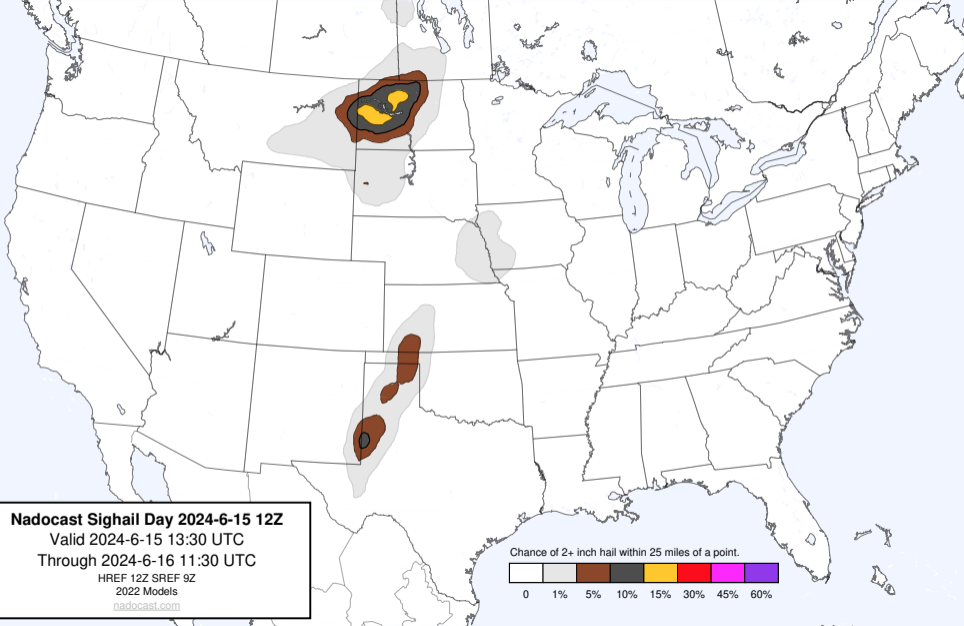 Nadocast Sighail Day 2024-6-15 12Z
Valid 2024-6-15 13:30 UTC
Through 2024-6-16 11:30 UTC
HREF 12Z SREF 9Z
2022 Models
nadocast.com
Chance of 2+ inch hail within 25 miles of a point.
0 1% 5% 10% 15% 30% 45% 60%